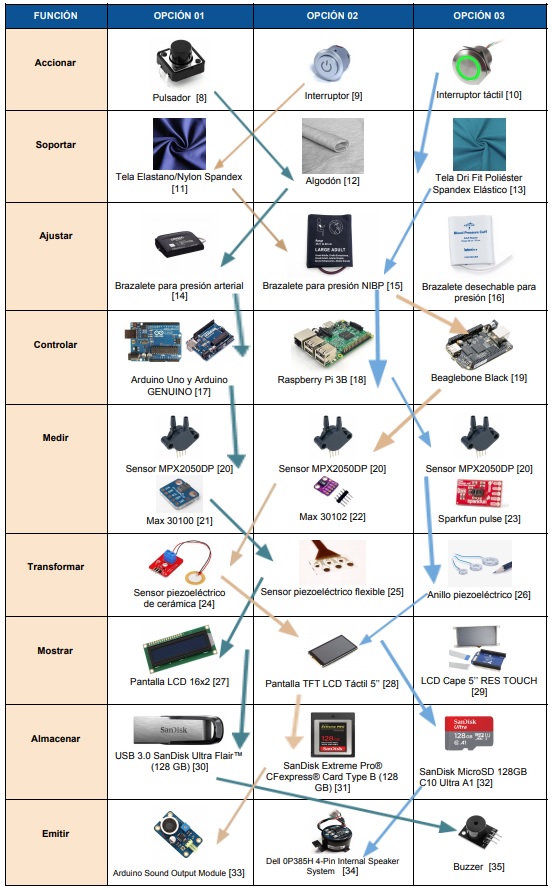 FUNCIÓN OPCIÓN 01 OPCIÓN 02 OPCIÓN 03
Accionar
Pulsador [8]
Interruptor [9]
Interruptor táctil [10]
Soportar
Tela Elastano/Nylon Spandex
[11]
Algodón [12]
Tela Dri Fit Poliéster
Spandex Elástico [13]
Ajustar
LARGE ADULT
Brazalete para presión arterial
[14]
Brazalete para presión NIBP [15]
Brazalete desechable para
presión [16]
Controlar
Arduino Uno y Arduino
GENUINO [17]
Raspberry Pi 3B [18]
Beaglebone Black [19]
Medir
Sensor MPX2050DP [20]
Max 30100 [21]
Sensor MPX2050DP [20]
Max 30102 [22]
Sensor MPX2050DP [20]
Sparkfun pulse [23]
Transformar
Sensor piezoeléctrico
de cerámica [24]
Sensor piezoeléctrico flexible [25]
Anillo piezoeléctrico [26]
Mostrar
Pantalla LCD 16x2 [27]
Pantalla TFT LCD Táctil 5’’ [28]
LCD Cape 5’’ RES TOUCH
[29]
Almacenar
SanDisk
USB 3.0 SanDisk Ultra Flair™
(128 GB) [30]
SanDisk
SanDisk Extreme Pro®
CFexpress® Card Type B (128
GB) [31]
SanDisk
Ultra
128
SanDisk MicroSD 128GB
C10 Ultra A1 [32]
Emitir
Arduino Sound Output Module [33]
Dell 0P385H 4-Pin Internal Speaker
System [34]
Buzzer [35]